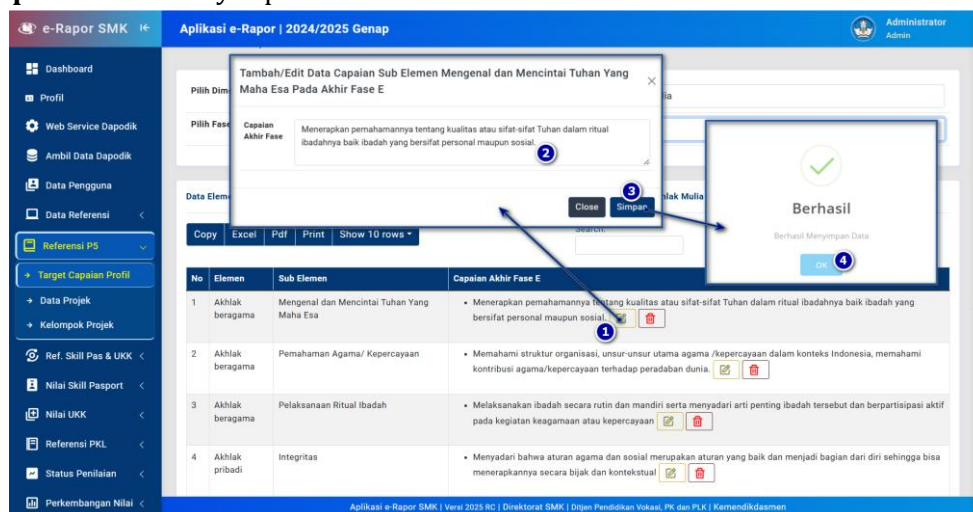 e-Rapor SMK
Aplikasi e-Rapor | 2024/2025 Genap
Administrator
Admin
Dashboard
Profil
Web Service Dapodik
Ambil Data Dapodik
Data Pengguna
Data Referensi
Referensi P5
Target Capaian Profil
Data Projek
Kelompok Projek
Ref. Skill Pas & UKK
Nilai Skill Pasport
Nilai UKK
Referensi PKL
Status Penilaian
Perkembangan Nilai
Pilih Dim
Pilih Fase
Tambah/Edit Data Capaian Sub Elemen Mengenal dan Mencintai Tuhan Yang
Maha Esa Pada Akhir Fase E
×
Capaian
Akhir Fase
Menerapkan pemahamannya tentang kualitas atau sifat-sifat Tuhan dalam ritual
ibadahnya baik ibadah yang bersifat personal maupun sosial.
2
3
Close
Simpan
Berhasil
Berhasil Menyimpan Data
OK
4
Data Eleme
hlak Mulia
Copy Excel Pdf Print Show 10 rows
Search:
No Elemen Sub Elemen Capaian Akhir Fase E
1 Akhlak beragama Mengenal dan Mencintai Tuhan Yang Maha Esa
Menerapkan pemahamannya tentang kualitas atau sifat-sifat Tuhan dalam ritual ibadahnya baik ibadah yang
bersifat personal maupun sosial.
1
2 Akhlak beragama Pemahaman Agama/ Kepercayaan
Memahami struktur organisasi, unsur-unsur utama agama /kepercayaan dalam konteks Indonesia, memahami
kontribusi agama/kepercayaan terhadap peradaban dunia.
3 Akhlak beragama Pelaksanaan Ritual Ibadah
Melaksanakan ibadah secara rutin dan mandiri serta menyadari arti penting ibadah tersebut dan berpartisipasi aktif
pada kegiatan keagamaan atau kepercayaan
4 Akhlak pribadi Integritas
Menyadari bahwa aturan agama dan sosial merupakan aturan yang baik dan menjadi bagian dari diri sehingga bisa
menerapkannya secara bijak dan kontekstual
Aplikasi e-Rapor SMK | Versi 2025 RC | Direktorat SMK | Ditjen Pendidikan Vokasi, PK dan PLK | Kemendikdasmen